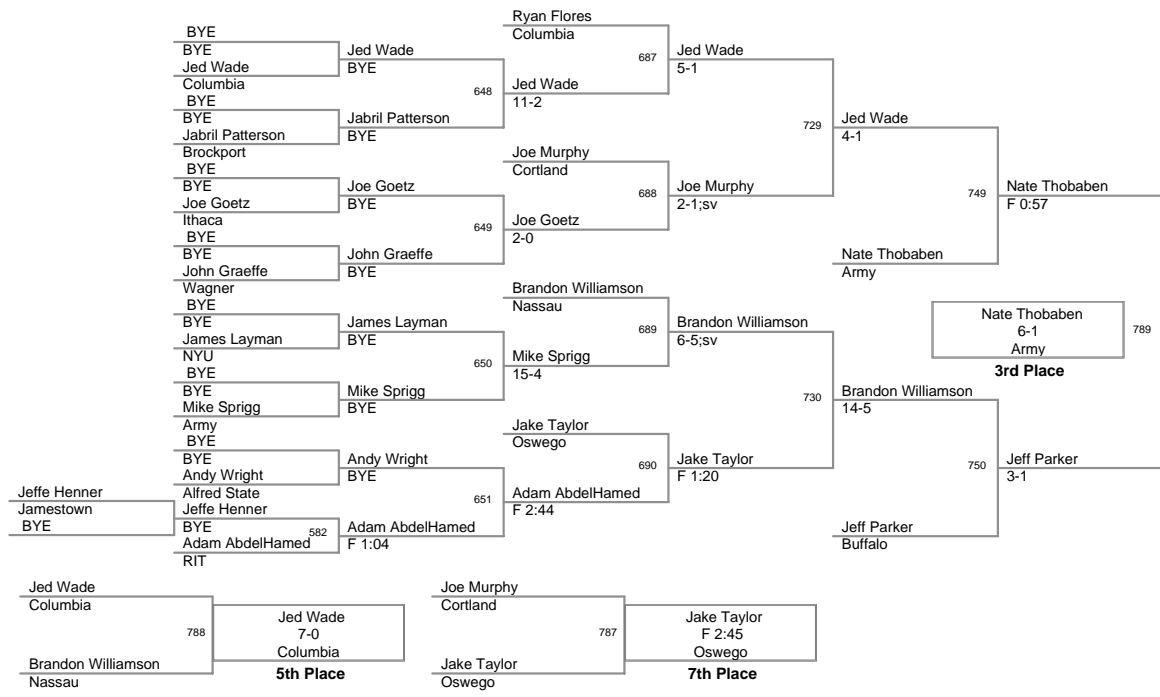 BYE
BYE
Jed Wade
Columbia
BYE
BYE
Jabril Patterson
Brockport
BYE
BYE
Joe Goetz
Ithaca
BYE
BYE
John Graeffe
Wagner
BYE
BYE
James Layman
NYU
BYE
BYE
Mike Sprigg
Army
BYE
BYE
Andy Wright
Alfred State
Jeffe Henner
Jamestown
BYE
Jeffe Henner
BYE
582
Adam AbdelHamed
RIT
Jed Wade
BYE
648
Jabril Patterson
BYE
Joe Goetz
BYE
649
John Graeffe
BYE
James Layman
BYE
650
Mike Sprigg
BYE
Andy Wright
BYE
651
Adam AbdelHamed
F 1:04
Ryan Flores
Columbia
687
Jed Wade
11-2
Joe Murphy
Cortland
688
Joe Goetz
2-0
Brandon Williamson
Nassau
689
Mike Sprigg
15-4
Jake Taylor
Oswego
690
Adam AbdelHamed
F 2:44
Jed Wade
5-1
729
Joe Murphy
2-1;sv
Brandon Williamson
6-5;sv
730
Jake Taylor
F 1:20
Jed Wade
4-1
749
Nate Thobaben
Army
Brandon Williamson
14-5
750
Jeff Parker
Buffalo
Nate Thobaben
F 0:57
Jeff Parker
3-1
Nate Thobaben
6-1
Army
789
3rd Place
Jed Wade
Columbia
788
Brandon Williamson
Nassau
Jed Wade
7-0
Columbia
5th Place
Joe Murphy
Cortland
787
Jake Taylor
Oswego
Jake Taylor
F 2:45
Oswego
7th Place